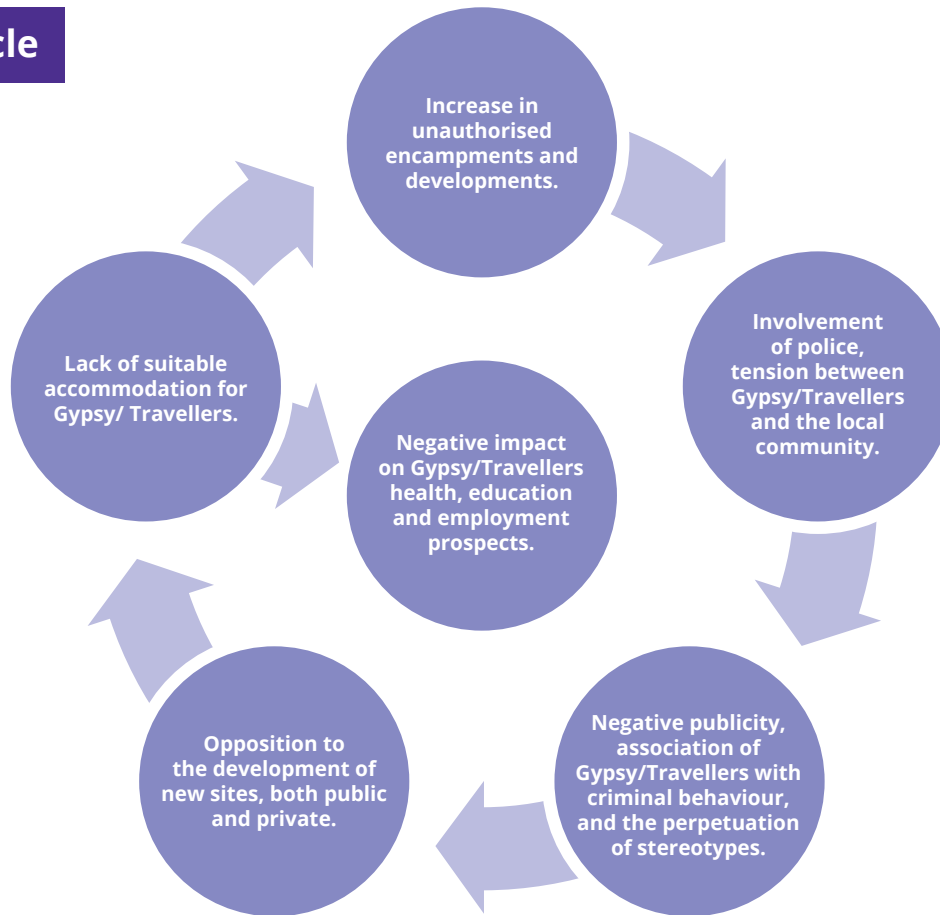 cle
Increase in
unauthorised
encampments and
developments.
Involvement
of police,
tension between
Gypsy/Travellers
and the local
community.
Negative publicity,
association of
Gypsy/Travellers with
criminal behaviour,
and the perpetuation
of stereotypes.
Opposition to
the development of
new sites, both public
and private.
Lack of suitable
accommodation for
Gypsy/ Travellers.
Negative impact
on Gypsy/Travellers
health, education
and employment
prospects.